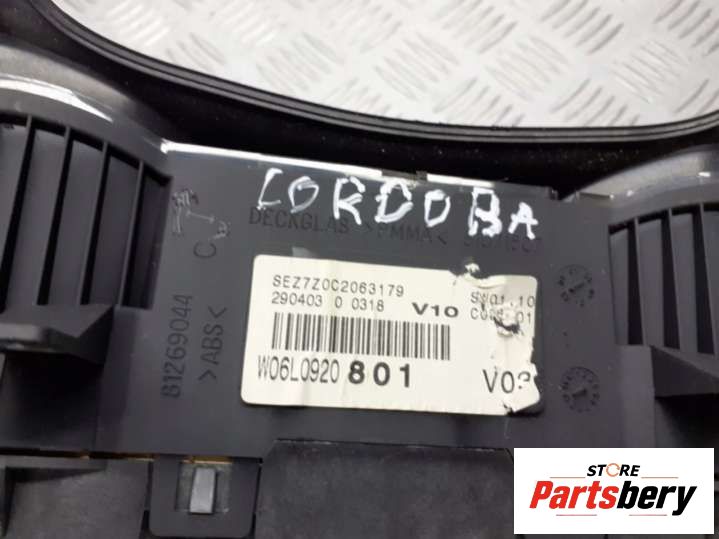 CORDOBA
DECKGLAS >PMMA<
81269044
>ABS<
SEZ7Z0C2063179
290403 0 0318 V10
W06L0920 801
STORE
Partsbery